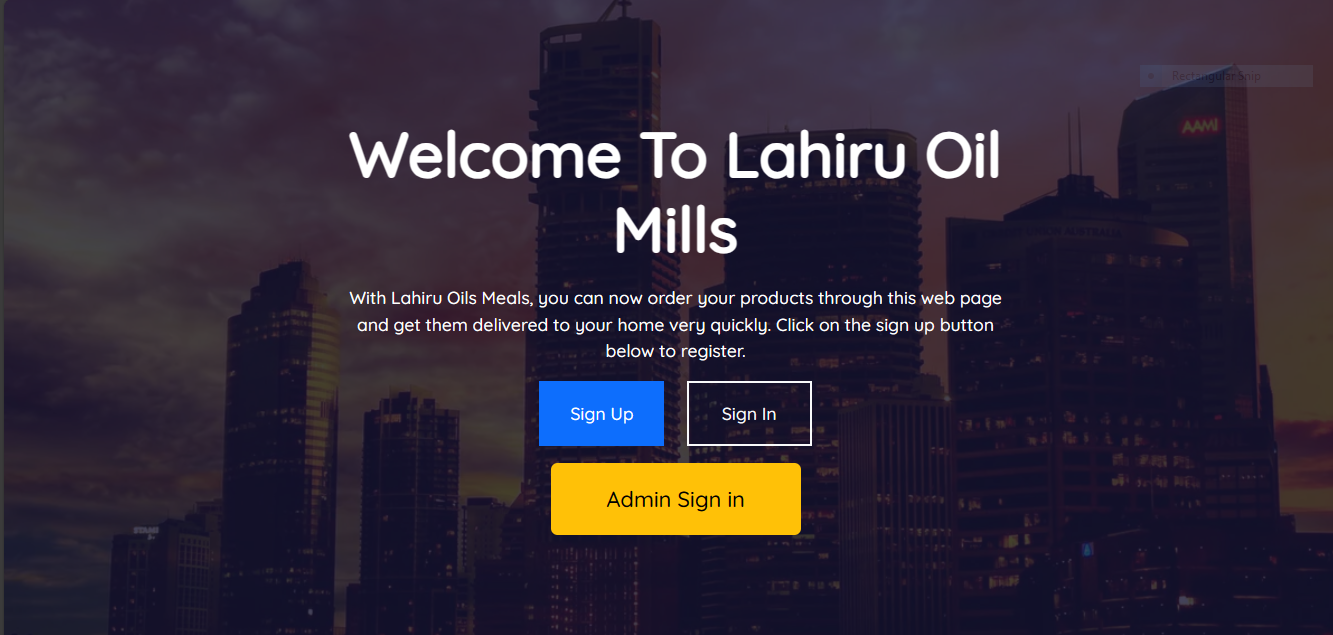 Rectangular Snip
AAMI
Welcome To Lahiru Oil
Mills
With Lahiru Oils Meals, you can now order your products through this web page
and get them delivered to your home very quickly. Click on the sign up button
below to register.
Sign Up
Sign In
Admin Sign in